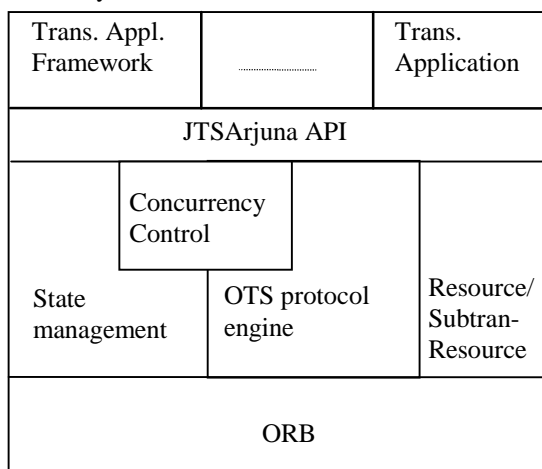 Trans. Appl.
Framework
Trans.
Application
JTSArjuna API
Concurrency
Control
State
management
OTS protocol
engine
Resource/
Subtran-
Resource
ORB